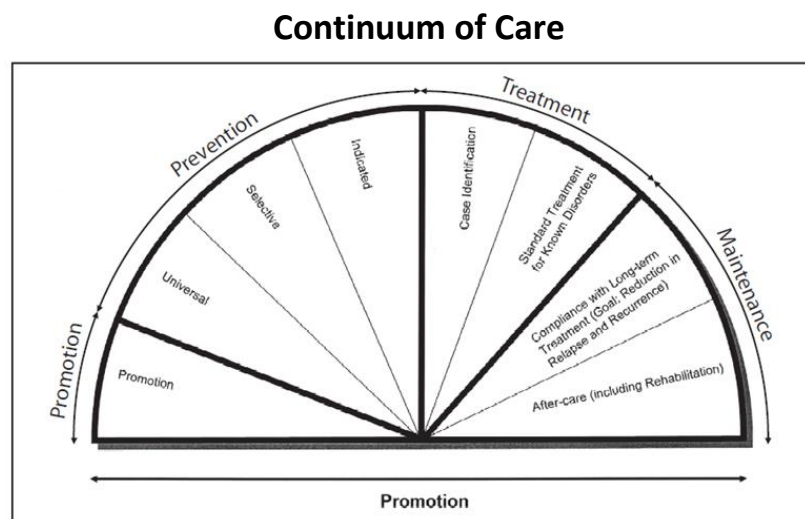 Continuum of Care
Promotion
Prevention
Treatment
Maintenance
Promotion
Universal
Selective
Indicated
Case Identification
Standard Treatment
for Known Disorders
Compliance with Long-term
Treatment (Goal: Reduction in
Relapse and Recurrence)
After-care (including Rehabilitation)
Promotion